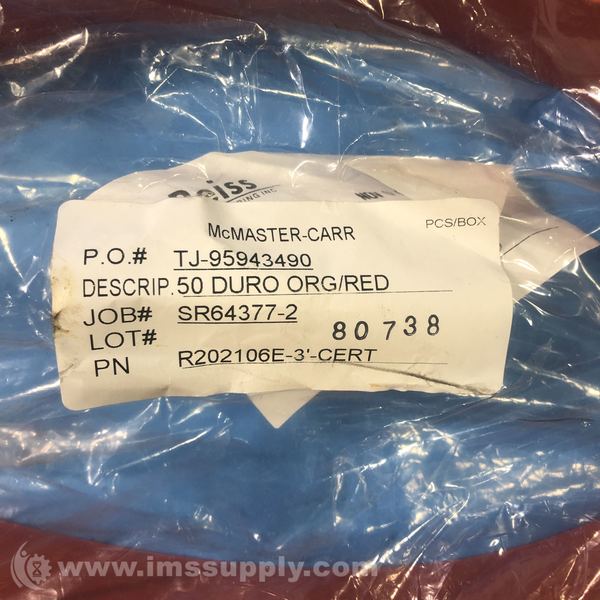 Reiss
McMASTER-CARR
PCS/BOX
P.O.# TJ-95943490
DESCRIP. 50 DURO ORG/RED
JOB# SR64377-2
LOT# 80738
PN R202106E-3'-CERT
www.imssupply.com